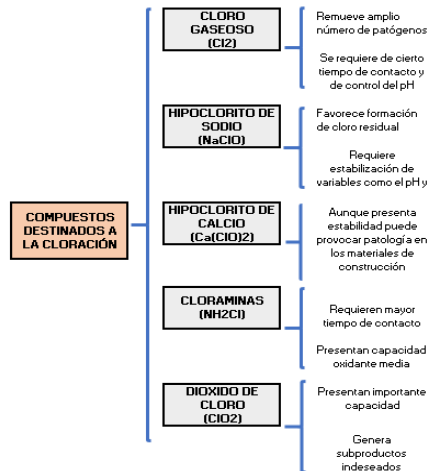 COMPUESTOS
DESTINADOS A
LA CLORACIÓN
CLORO
GASEOSO
(Cl2)
Remueve amplio
número de patógenos
Se requiere de cierto
tiempo de contacto y
de control del pH
HIPOCLORITO DE
SODIO
(NaClO)
Favorece formación
de cloro residual
Requiere
estabilización de
variables como el pH y
HIPOCLORITO DE
CALCIO
(Ca(ClO)2)
Aunque presenta
estabilidad puede
provocar patología en
los materiales de
construcción
CLORAMINAS
(NH2Cl)
Requieren mayor
tiempo de contacto
Presentan capacidad
oxidante media
DIOXIDO DE
CLORO
(ClO2)
Presentan importante
capacidad
Genera
subproductos
indeseados